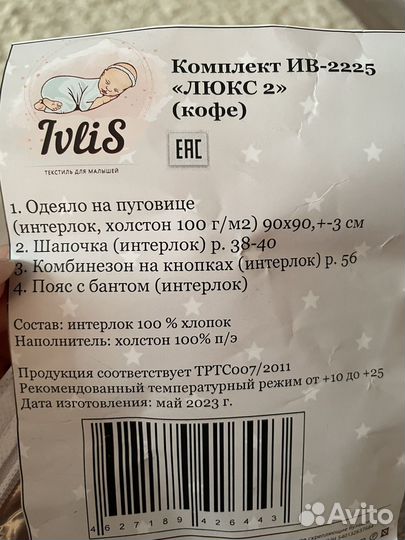 IvliS
ТЕКСТИЛЬ ДЛЯ МАЛЫШЕЙ
Комплект ИВ-2225
«ЛЮКС 2»
(кофе)
EAC
1. Одеяло на пуговице
(интерлок, холстон 100 г/м2) 90х90,+-3 см
2. Шапочка (интерлок) р. 38-40
3. Комбинезон на кнопках (интерлок) р. 56
4. Пояс с бантом (интерлок)
Состав: интерлок 100 % хлопок
Наполнитель: холстон 100% п/э
Продукция соответствует ТРТС007/2011
Рекомендованный температурный режим от +10 до +25
Дата изготовления: май 2023 г.
4 627189 426443
Avito